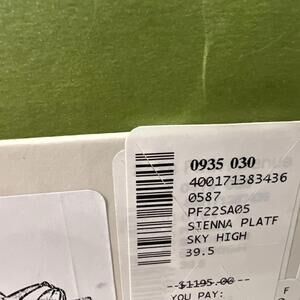 0935 030
400171383436
0587
PF22SA05
SIENNA PLATF
SKY HIGH
39.5
--$1195.00---
YOU PAY:
F